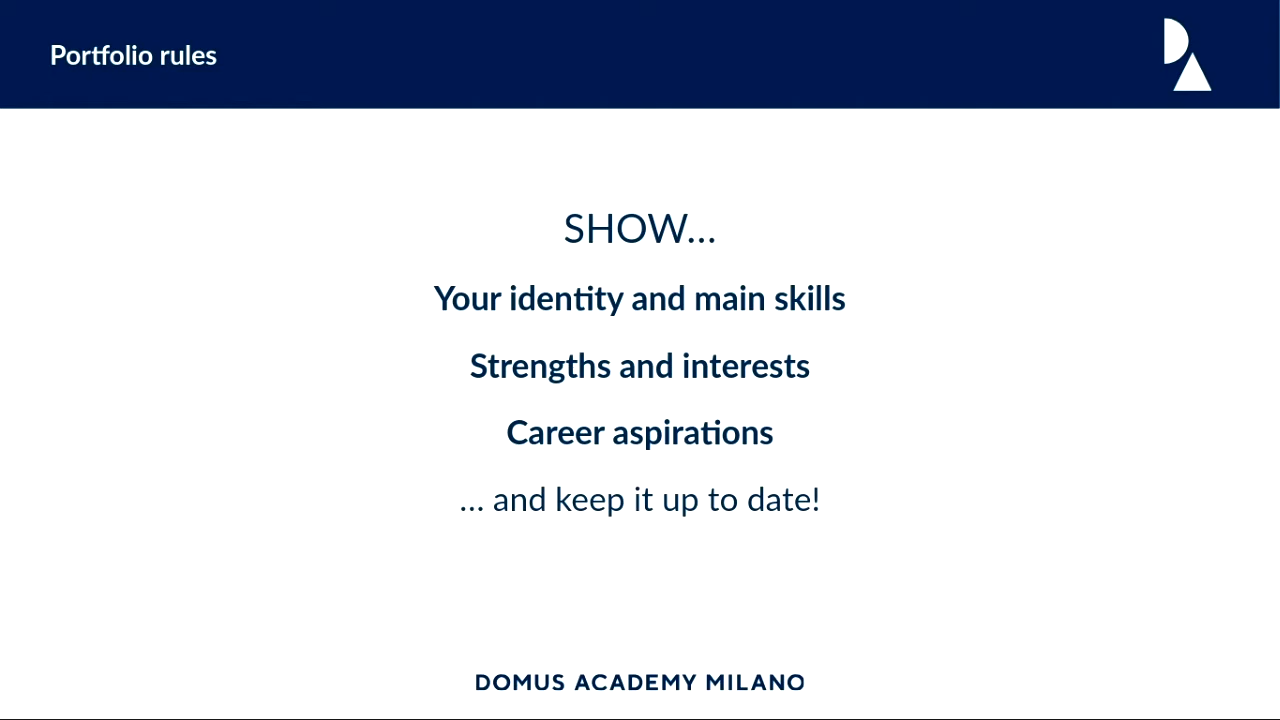 Portfolio rules
SHOW...
Your identity and main skills
Strengths and interests
Career aspirations
... and keep it up to date!
DOMUS ACADEMY MILANO